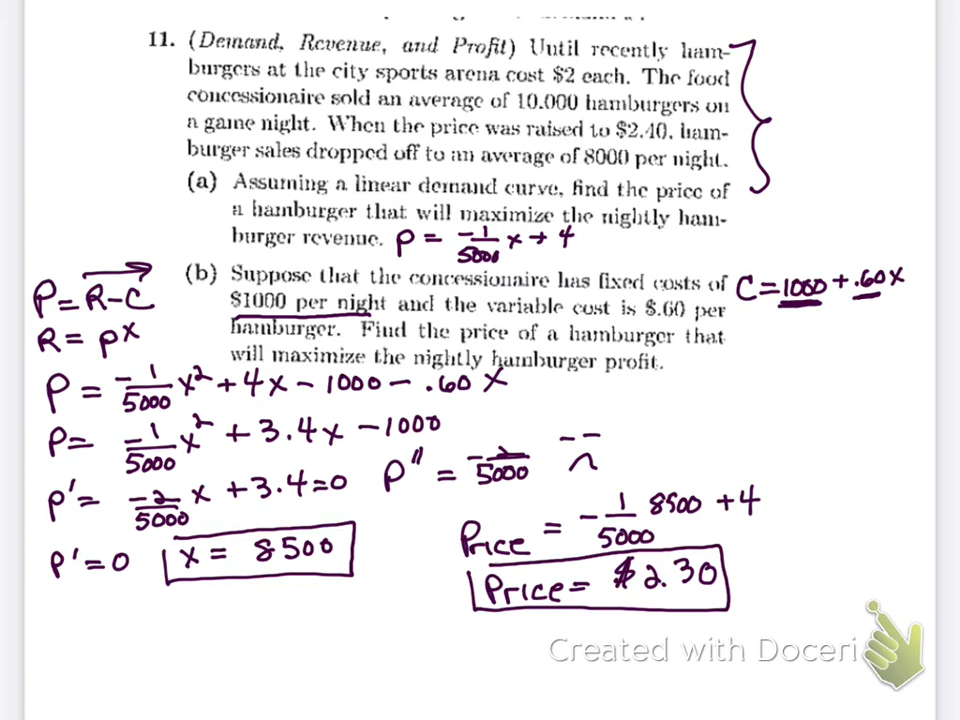 11. (Demand, Revenue, and Profit) Until recently ham-
burgers at the city sports arena cost $2 each. The food
concessionaire sold an average of 10,000 hamburgers on
a game night. When the price was raised to $2.40, ham-
burger sales dropped off to an average of 8000 per night.
(a) Assuming a linear demand curve, find the price of
a hamburger that will maximize the nightly ham-
burger revenue. P = -1/5000 x + 4
(b) Suppose that the concessionaire has fixed costs of
$1000 per night and the variable cost is $.60 per
hamburger. Find the price of a hamburger that
will maximize the nightly hamburger profit.
C = 1000 + .60x
P = R - C
R = px
P = -1/5000 x² + 4x - 1000 - .60x
P = -1/5000 x² + 3.4x - 1000
P' = -2/5000 x + 3.4 = 0
P'' = -2/5000 - -
P' = 0 x = 8500
Price = -1/5000 8500 + 4
Price = $2.30
Created with Doceri